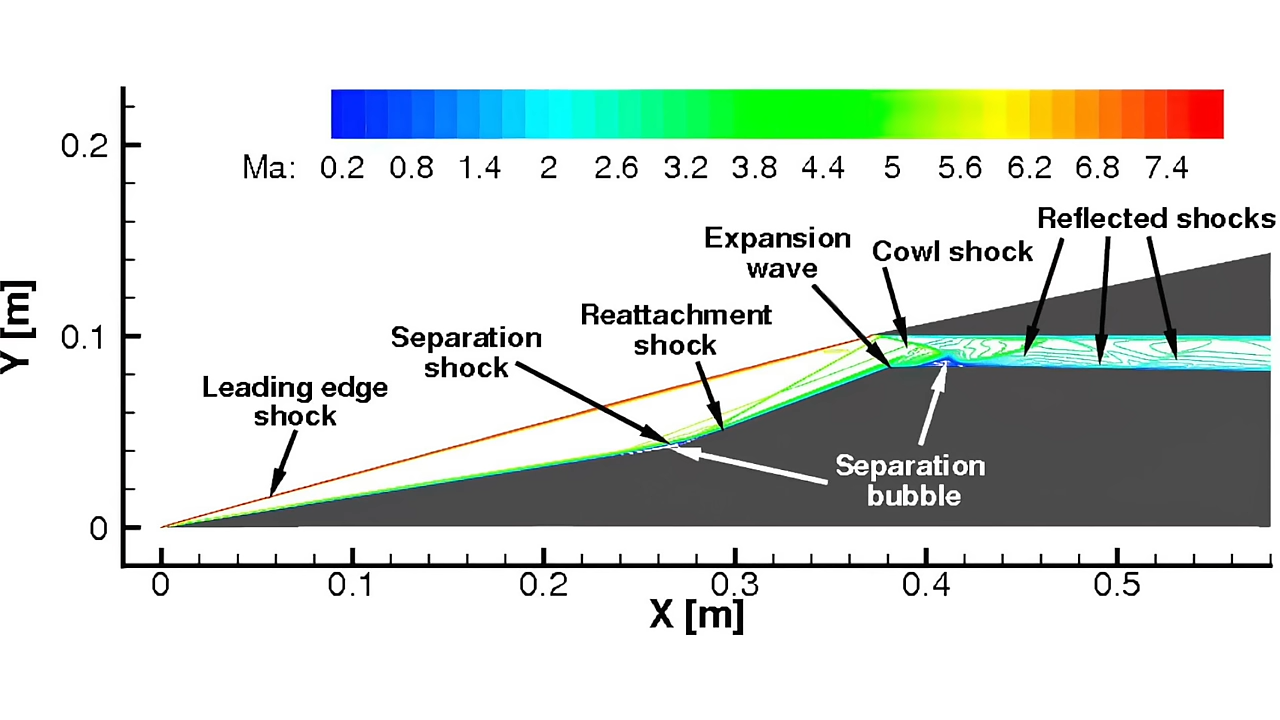 Ma: 0.2 0.8 1.4 2 2.6 3.2 3.8 4.4 5 5.6 6.2 6.8 7.4
Reflected shocks
Expansion
wave
Cowl shock
Reattachment
shock
Separation
shock
Leading edge
shock
Separation
bubble
Y [m]
0.2
0.1
0
0 0.1 0.2 0.3 0.4 0.5
X [m]